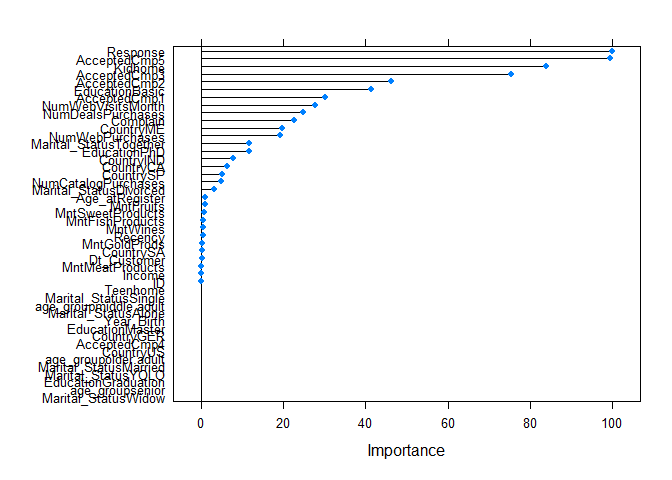 Response
AcceptedCmp5
Kidhome
AcceptedCmp3
AcceptedCmp2
EducationBasic
AcceptedCmp1
NumWebVisitsMonth
NumDealsPurchases
Complain
CountryME
NumWebPurchases
Marital_StatusTogether
EducationPhD
CountryIND
CountryCA
CountrySP
NumCatalogPurchases
Marital_StatusDivorced
Age_atRegister
MntFruits
MntSweetProducts
MntFishProducts
MntWines
Recency
MntGoldProds
CountrySA
Dt_Customer
MntMeatProducts
Income
ID
Teenhome
Marital_StatusSingle
age_groupmiddle adult
Marital_StatusAlone
Year_Birth
EducationMaster
CountryGER
AcceptedCmp4
CountryUS
age_groupolder adult
Marital_StatusMarried
Marital_StatusYOLO
EducationGraduation
age_groupsenior
Marital_StatusWidow
0 20 40 60 80 100
Importance